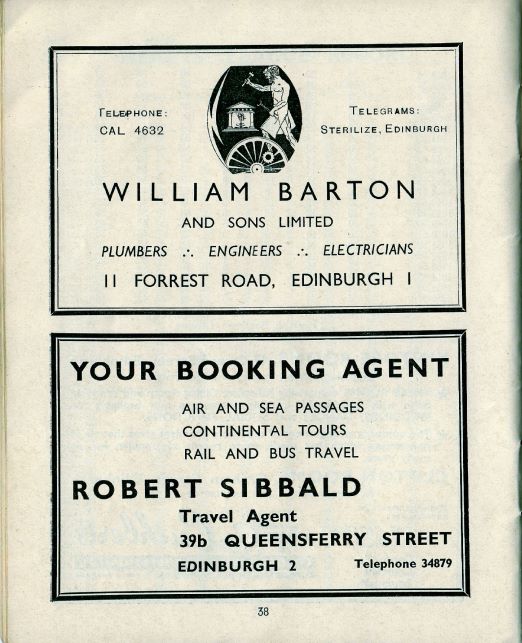 TELEPHONE:
CAL 4632
TELEGRAMS:
STERILIZE, EDINBURGH
WILLIAM BARTON
AND SONS LIMITED
PLUMBERS .·. ENGINEERS .·. ELECTRICIANS
11 FORREST ROAD, EDINBURGH 1
YOUR BOOKING AGENT
AIR AND SEA PASSAGES
CONTINENTAL TOURS
RAIL AND BUS TRAVEL
ROBERT SIBBALD
Travel Agent
39b QUEENSFERRY STREET
EDINBURGH 2 Telephone 34879
38